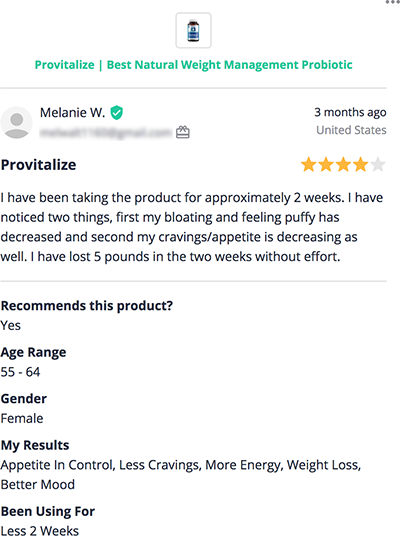 Provitalize | Best Natural Weight Management Probiotic
Melanie W.
3 months ago
United States
Provitalize
I have been taking the product for approximately 2 weeks. I have
noticed two things, first my bloating and feeling puffy has
decreased and second my cravings/appetite is decreasing as
well. I have lost 5 pounds in the two weeks without effort.
Recommends this product?
Yes
Age Range
55 - 64
Gender
Female
My Results
Appetite In Control, Less Cravings, More Energy, Weight Loss,
Better Mood
Been Using For
Less 2 Weeks